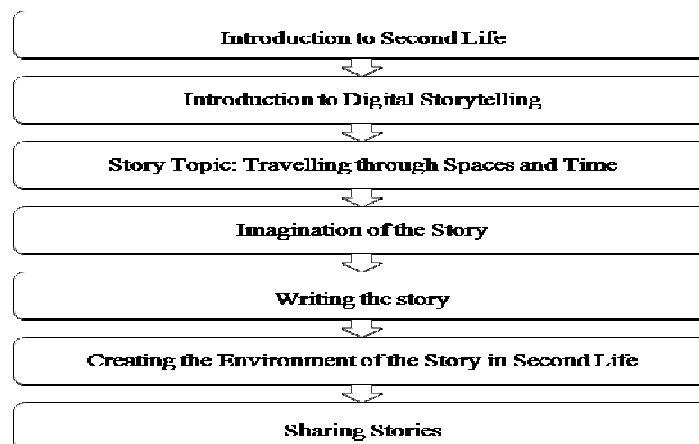 Introduction to Second Life
Introduction to Digital Storytelling
Story Topic: Travelling through Spaces and Time
Imagination of the Story
Writing the story
Creating the Environment of the Story in Second Life
Sharing Stories